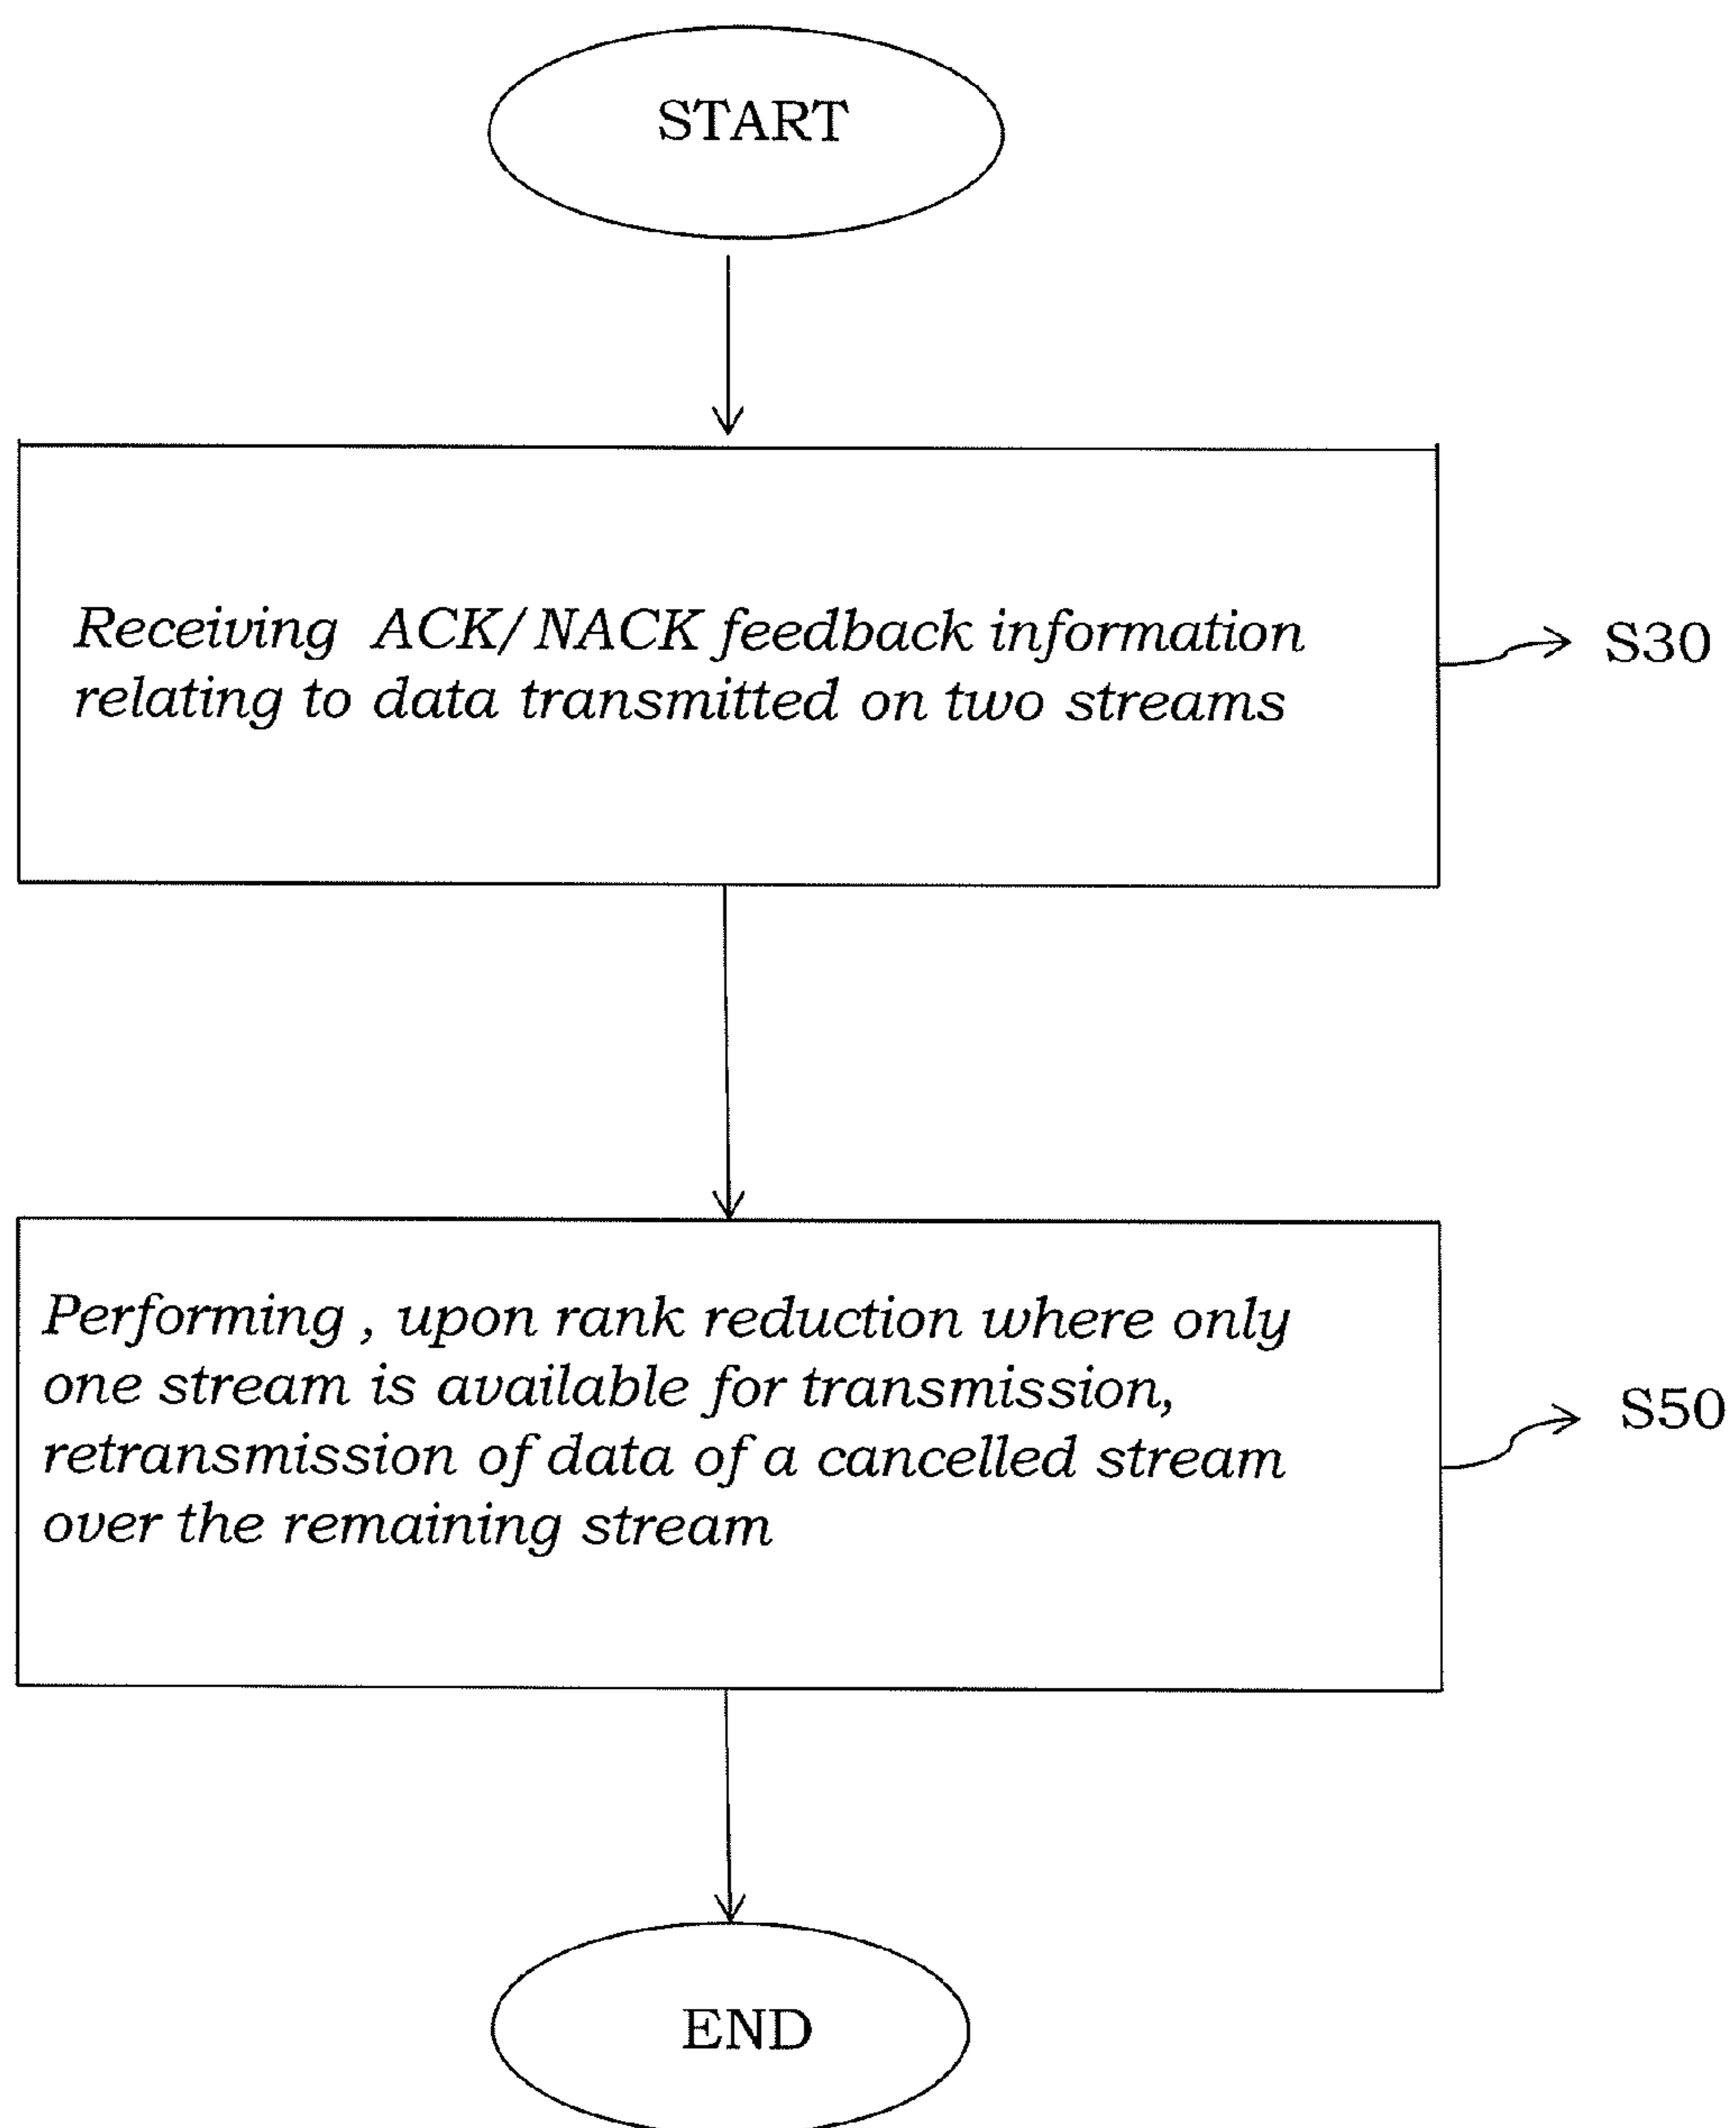 START
Receiving ACK/NACK feedback information
relating to data transmitted on two streams
S30
Performing , upon rank reduction where only
one stream is available for transmission,
retransmission of data of a cancelled stream
over the remaining stream
S50
END